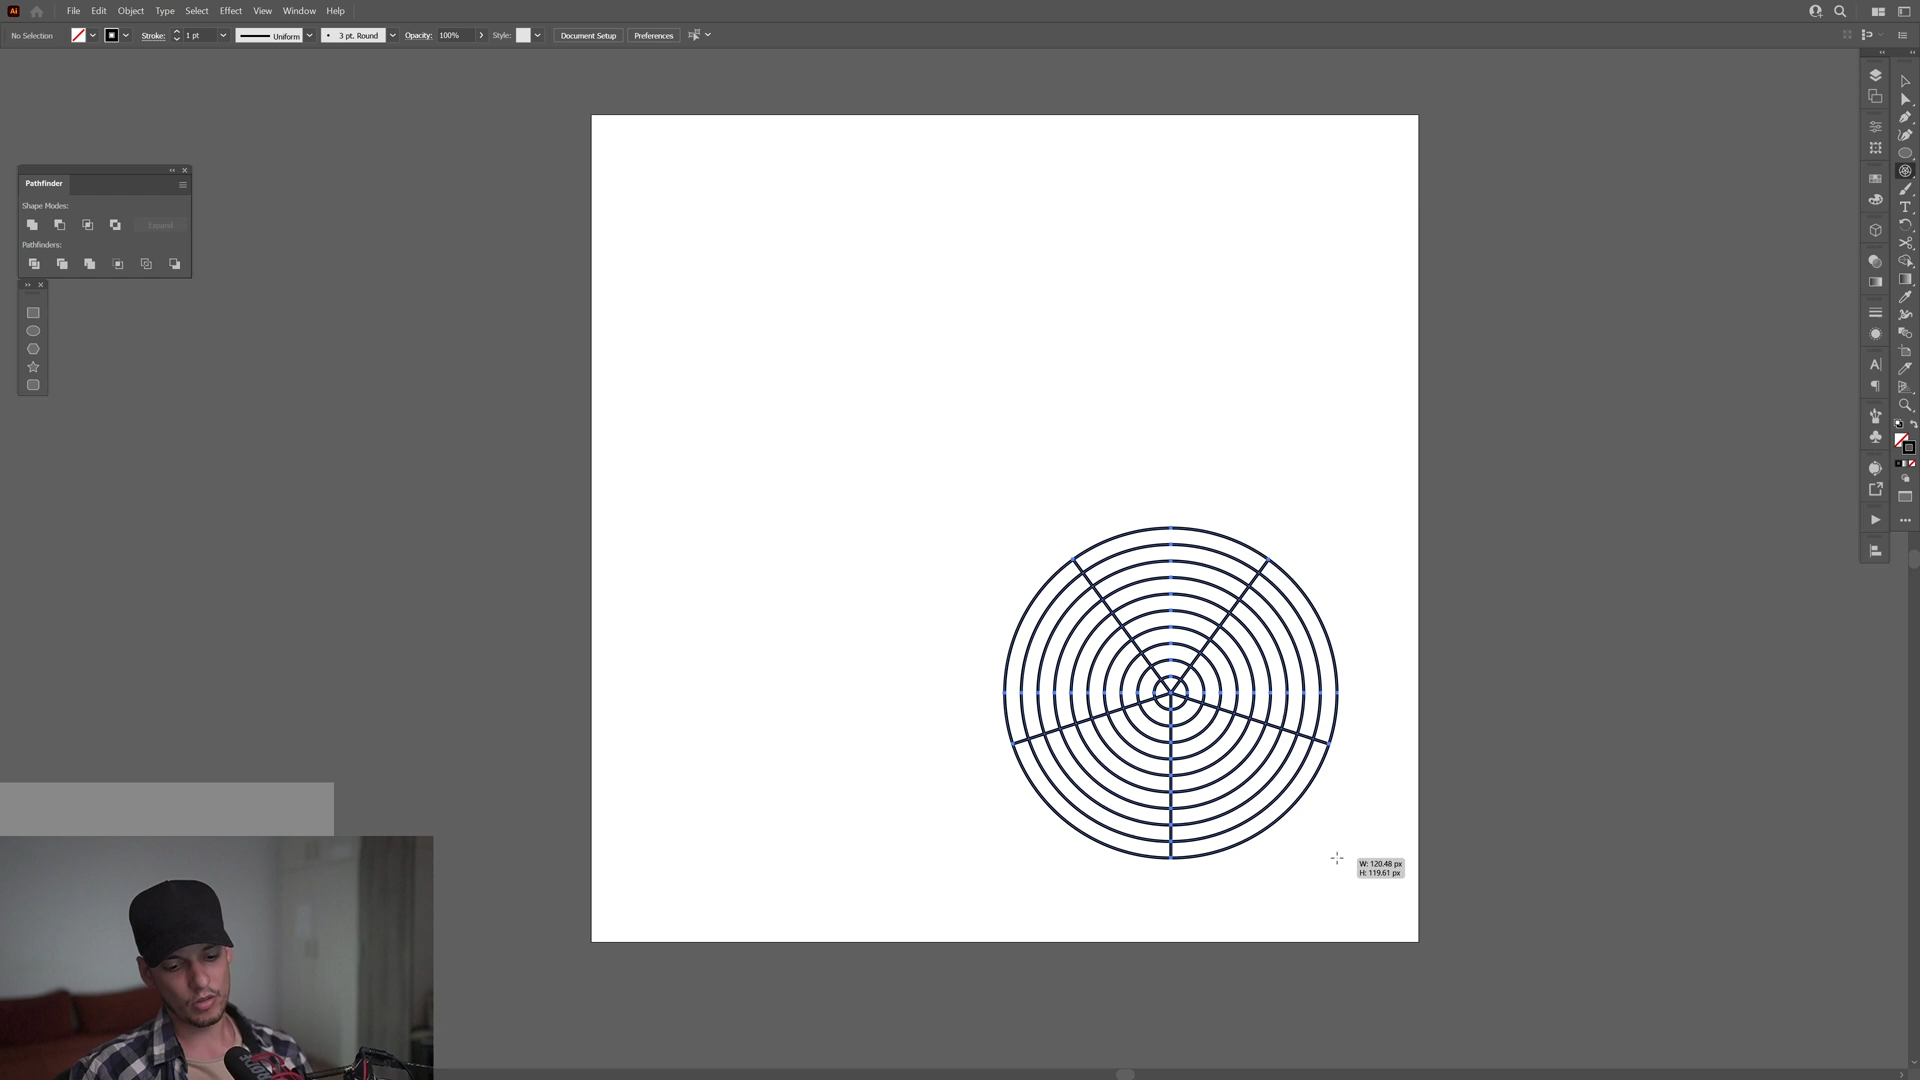 Ai File Edit Object Type Select Effect View Window Help
No Selection Stroke: 1 pt Uniform 3 pt. Round Opacity: 100% Style: Document Setup Preferences
Pathfinder
Shape Modes:
Expand
Pathfinders:
W: 120.48 px
H: 119.61 px